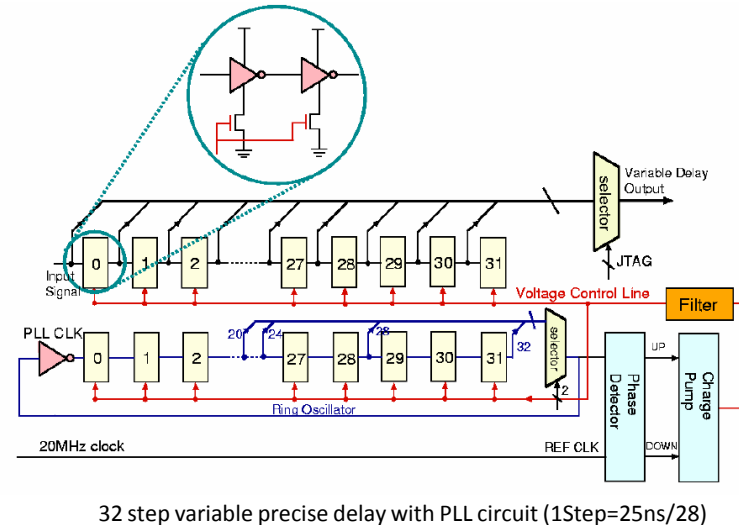 selector
Variable Delay
Output
JTAG
0
1
2
27
28
29
30
31
Input
Signal
Voltage Control Line
Filter
PLL CLK
20
24
28
32
0
1
2
27
28
29
30
31
selector
2
Ring Oscillator
Phase
Detector
UP
DOWN
Charge
Pump
20MHz clock
REF CLK
32 step variable precise delay with PLL circuit (1Step=25ns/28)